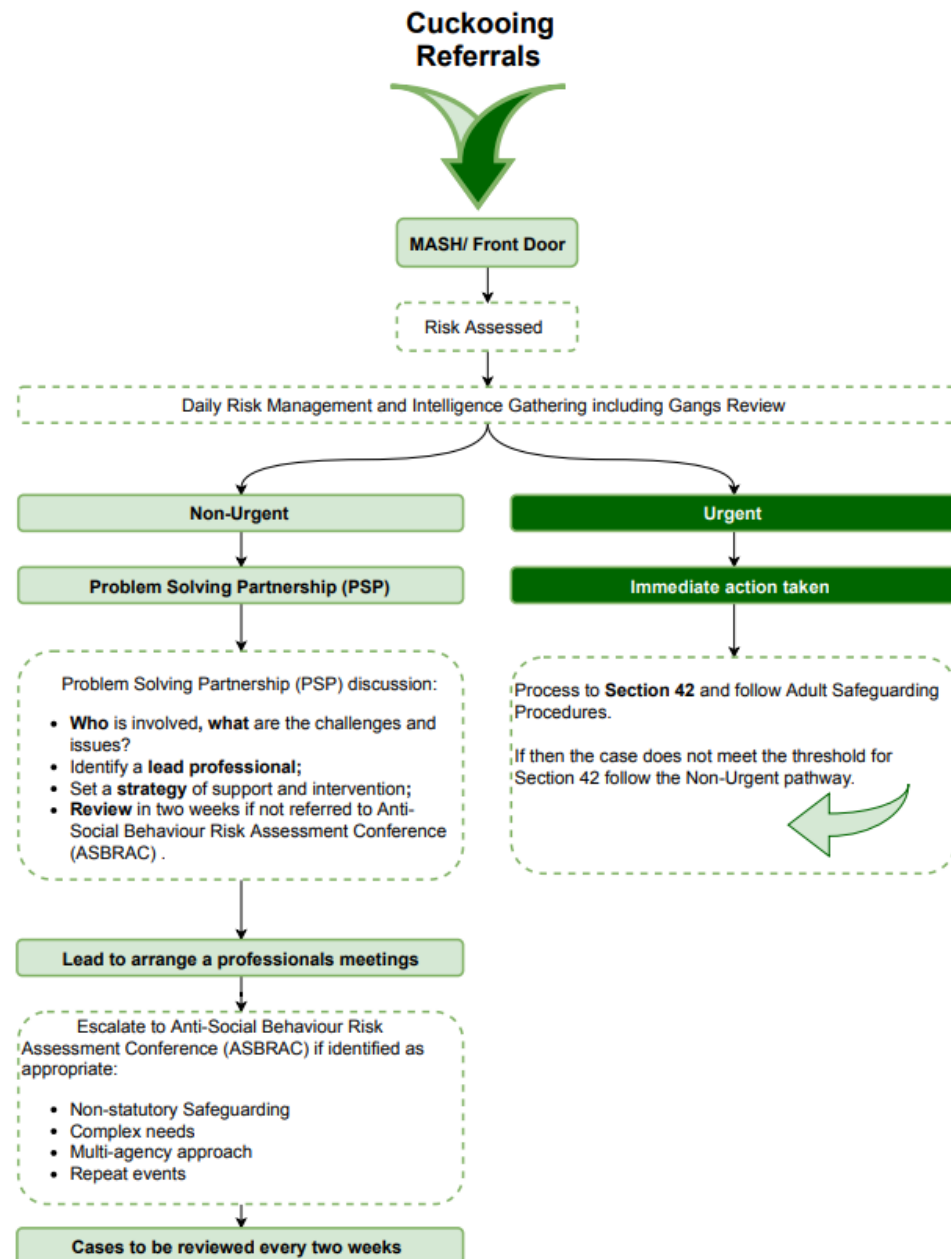 Cuckooing
Referrals
MASH/ Front Door
Risk Assessed
Daily Risk Management and Intelligence Gathering including Gangs Review
Non-Urgent
Urgent
Problem Solving Partnership (PSP)
Immediate action taken
Problem Solving Partnership (PSP) discussion:
• Who is involved, what are the challenges and
issues?
• Identify a lead professional;
• Set a strategy of support and intervention;
• Review in two weeks if not referred to Anti-
Social Behaviour Risk Assessment Conference
(ASBRAC) .
Process to Section 42 and follow Adult Safeguarding
Procedures.
If then the case does not meet the threshold for
Section 42 follow the Non-Urgent pathway.
Lead to arrange a professionals meetings
Escalate to Anti-Social Behaviour Risk
Assessment Conference (ASBRAC) if identified as
appropriate:
• Non-statutory Safeguarding
• Complex needs
• Multi-agency approach
• Repeat events
Cases to be reviewed every two weeks